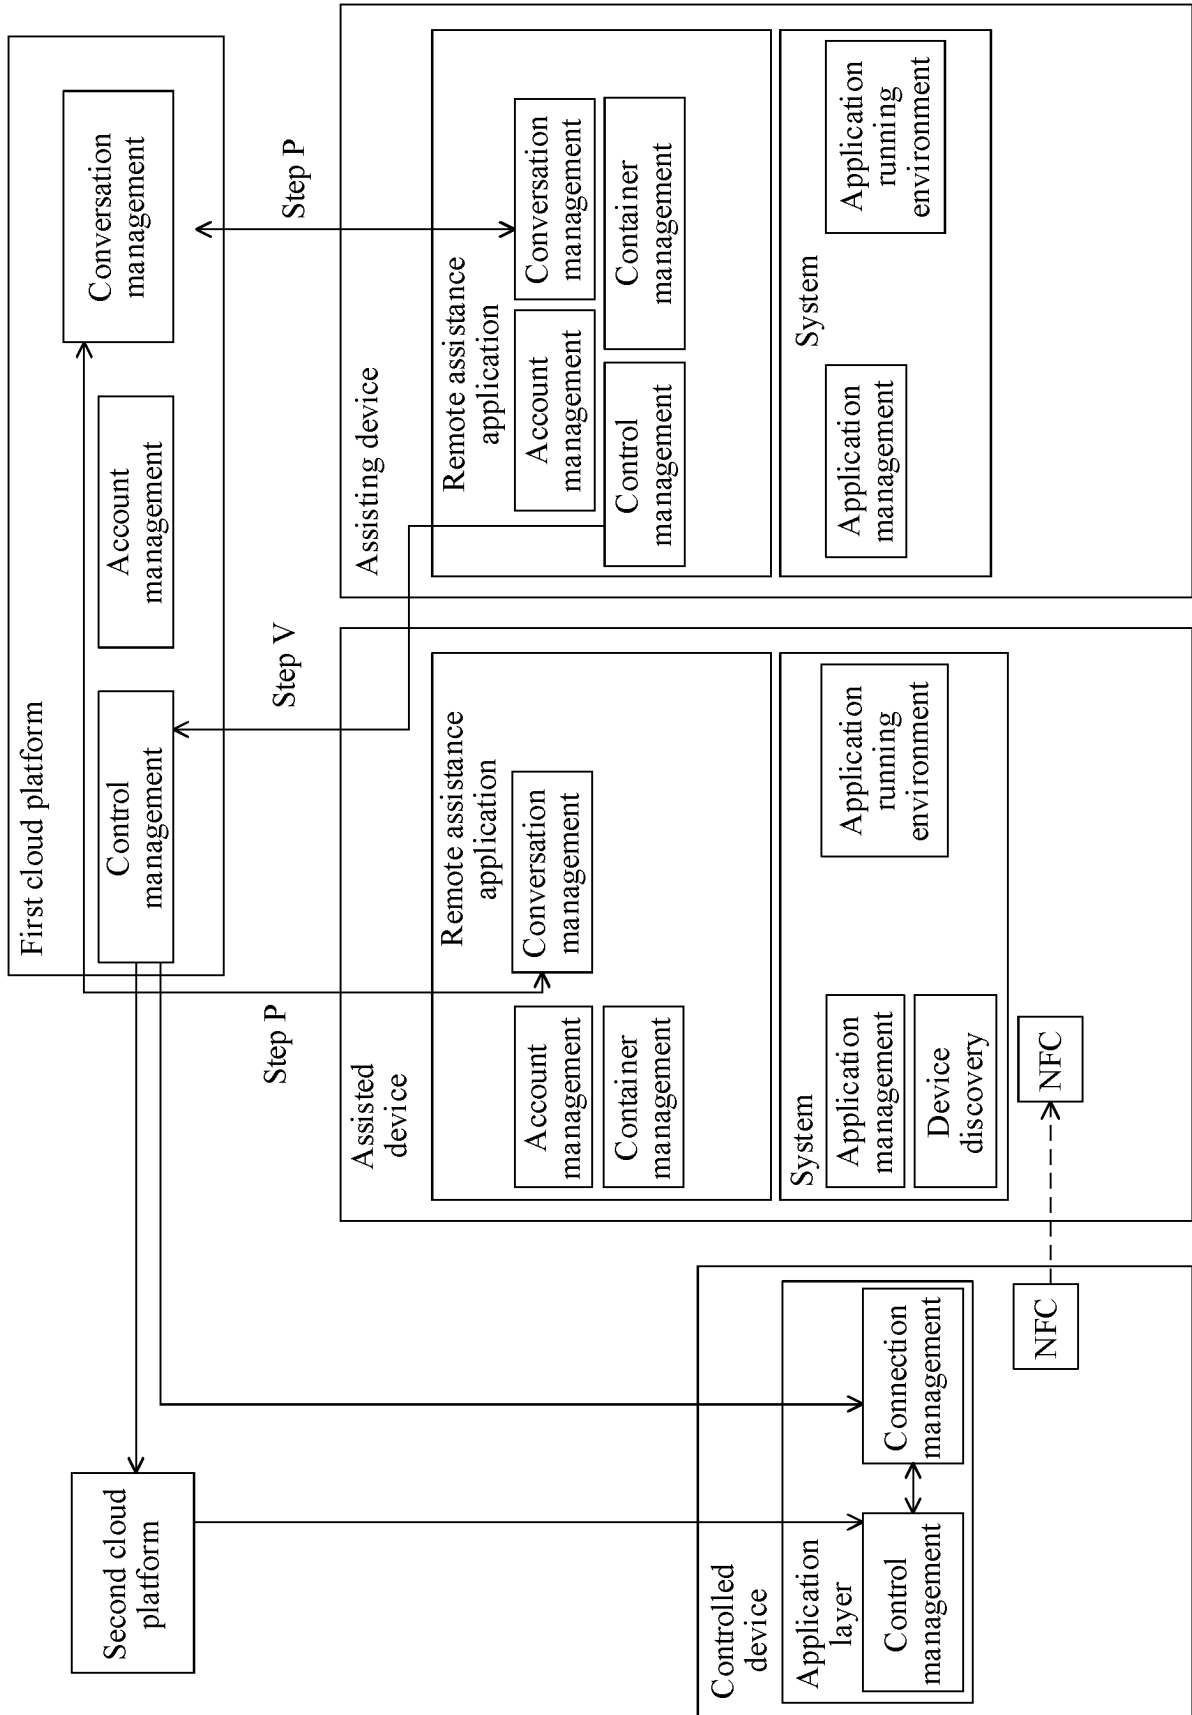 First cloud platform
Second cloud
platform
Control
management
Account
management
Conversation
management
Step P
Step V
Step P
Controlled
device
Application
layer
Control
management
Connection
management
NFC
Assisted
device
Remote assistance
application
Account
management
Conversation
management
Container
management
System
Application
management
Application
running
environment
Device
discovery
NFC
Assisting device
Remote assistance
application
Account
management
Conversation
management
Control
management
Container
management
System
Application
management
Application
running
environment